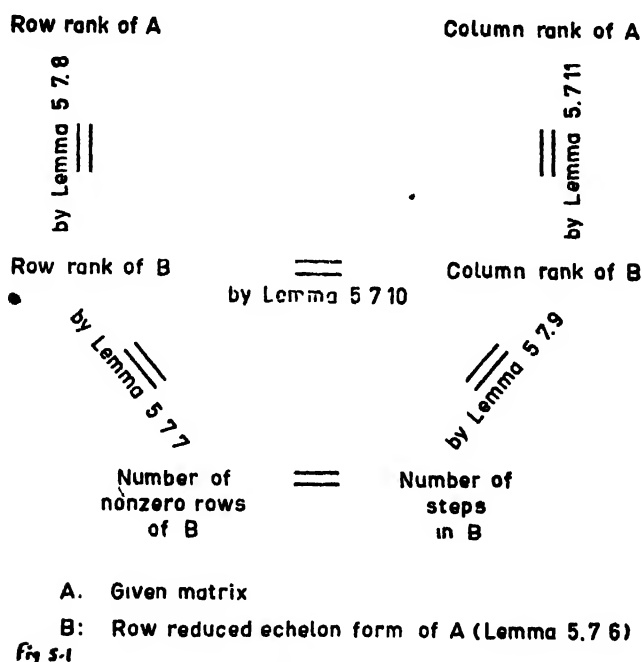 Row rank of A
Column rank of A
by Lemma 5 7.8
||
||
by Lemma 5.7 11
Row rank of B
=
Column rank of B
by Lemma 5 7 10
by Lemma 5 7 7
=
=
by Lemma 5 7.9
Number of
nonzero rows
of B
=
Number of
steps
in B
A. Given matrix
B: Row reduced echelon form of A (Lemma 5.7 6)
Fig 5.1